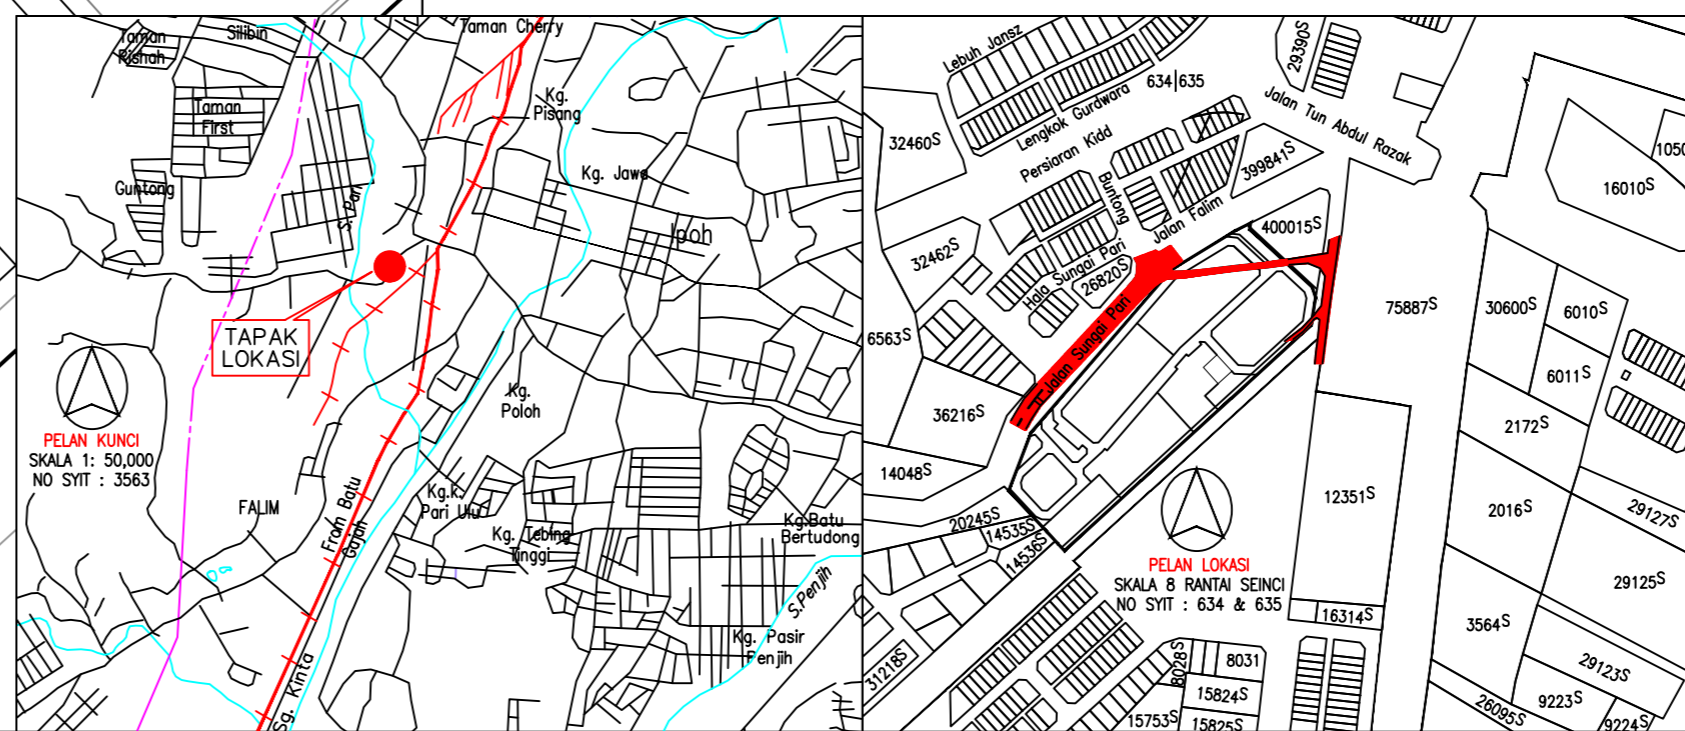 Taman
Rishah
Silibin
Taman Cherry
Taman
First
Kg.
Pisang
Guntong
S. Pari
Kg. Jawa
Ipoh
TAPAK
LOKASI
PELAN KUNCI
SKALA 1: 50,000
NO SYIT : 3563
Kg.
Poloh
FALIM
From Batu
Gajah
Kg.k.
Pari Ulu
Kg. Tebing
Tinggi
Kg.Batu
Bertudong
S.Penjih
Kg. Pasir
Penjih
Sg. Kinta
Lebuh Jansz
634|635
Lengkok Gurdwara
Persiaran Kidd
29390S
Jalan Tun Abdul Razak
32460S
399841S
1050
16010S
Buntong
Jalan Falim
400015S
Hala Sungai Pari
26820S
32462S
Jalan Sungai Pari
6563S
75887S
30600S
6010S
6011S
36216S
2172S
14048S
12351S
2016S
29127S
20245S
14535S
14536S
PELAN LOKASI
SKALA 8 RANTAI SEINCI
NO SYIT : 634 & 635
29125S
16314S
3564S
31218S
8028S
8031
29123S
15824S
15753S
15825S
9223S
26095S
9224S